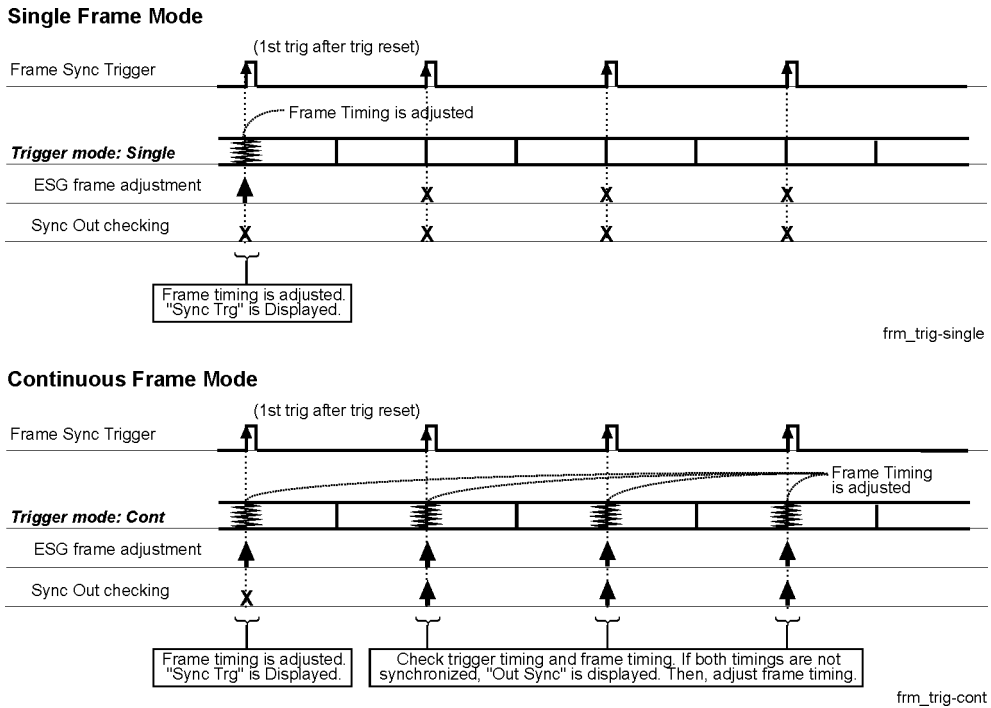 Single Frame Mode
(1st trig after trig reset)
Frame Sync Trigger
Frame Timing is adjusted
Trigger mode: Single
ESG frame adjustment
X X X
Sync Out checking
X X X X
Frame timing is adjusted.
"Sync Trg" is Displayed.
frm_trig-single
Continuous Frame Mode
(1st trig after trig reset)
Frame Sync Trigger
Frame Timing
is adjusted
Trigger mode: Cont
ESG frame adjustment
Sync Out checking
X
Frame timing is adjusted.
"Sync Trg" is Displayed.
Check trigger timing and frame timing. If both timings are not
synchronized, "Out Sync" is displayed. Then, adjust frame timing.
frm_trig-cont